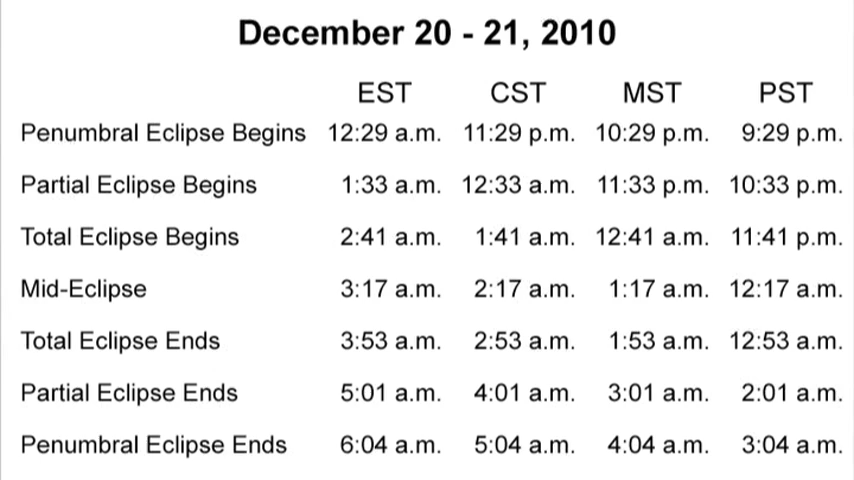 December 20 - 21, 2010
EST CST MST PST
Penumbral Eclipse Begins 12:29 a.m. 11:29 p.m. 10:29 p.m. 9:29 p.m.
Partial Eclipse Begins 1:33 a.m. 12:33 a.m. 11:33 p.m. 10:33 p.m.
Total Eclipse Begins 2:41 a.m. 1:41 a.m. 12:41 a.m. 11:41 p.m.
Mid-Eclipse 3:17 a.m. 2:17 a.m. 1:17 a.m. 12:17 a.m.
Total Eclipse Ends 3:53 a.m. 2:53 a.m. 1:53 a.m. 12:53 a.m.
Partial Eclipse Ends 5:01 a.m. 4:01 a.m. 3:01 a.m. 2:01 a.m.
Penumbral Eclipse Ends 6:04 a.m. 5:04 a.m. 4:04 a.m. 3:04 a.m.